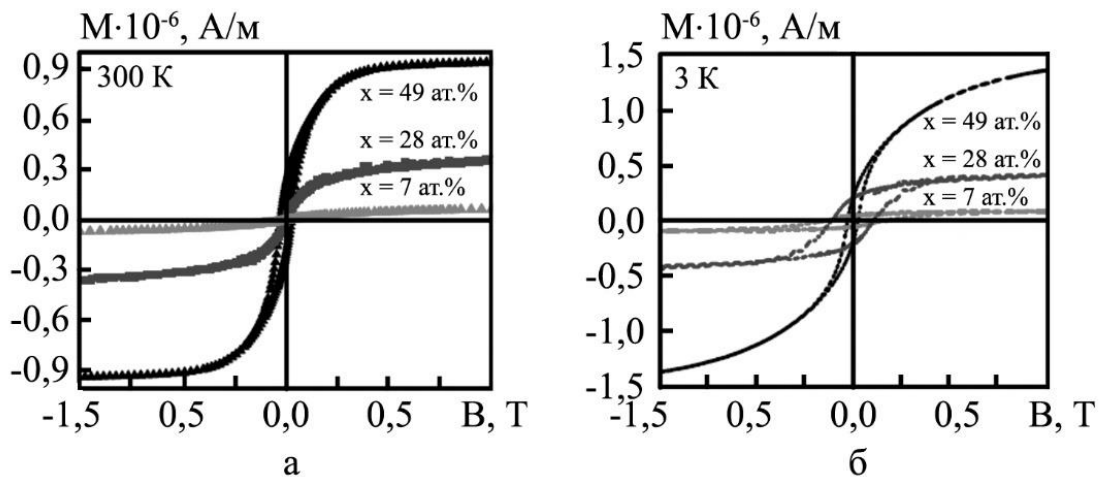 М·10⁻⁶, А/м
300 К
0,9
0,6
0,3
0,0
-0,3
-0,6
-0,9
x = 49 ат.%
x = 28 ат.%
x = 7 ат.%
-1,5 0,5 0,0 0,5 В, Т
а
М·10⁻⁶, А/м
3 К
1,5
1,0
0,5
0,0
-0,5
-1,0
-1,5
x = 49 ат.%
x = 28 ат.%
x = 7 ат.%
-1,5 0,5 0,0 0,5 В, Т
б